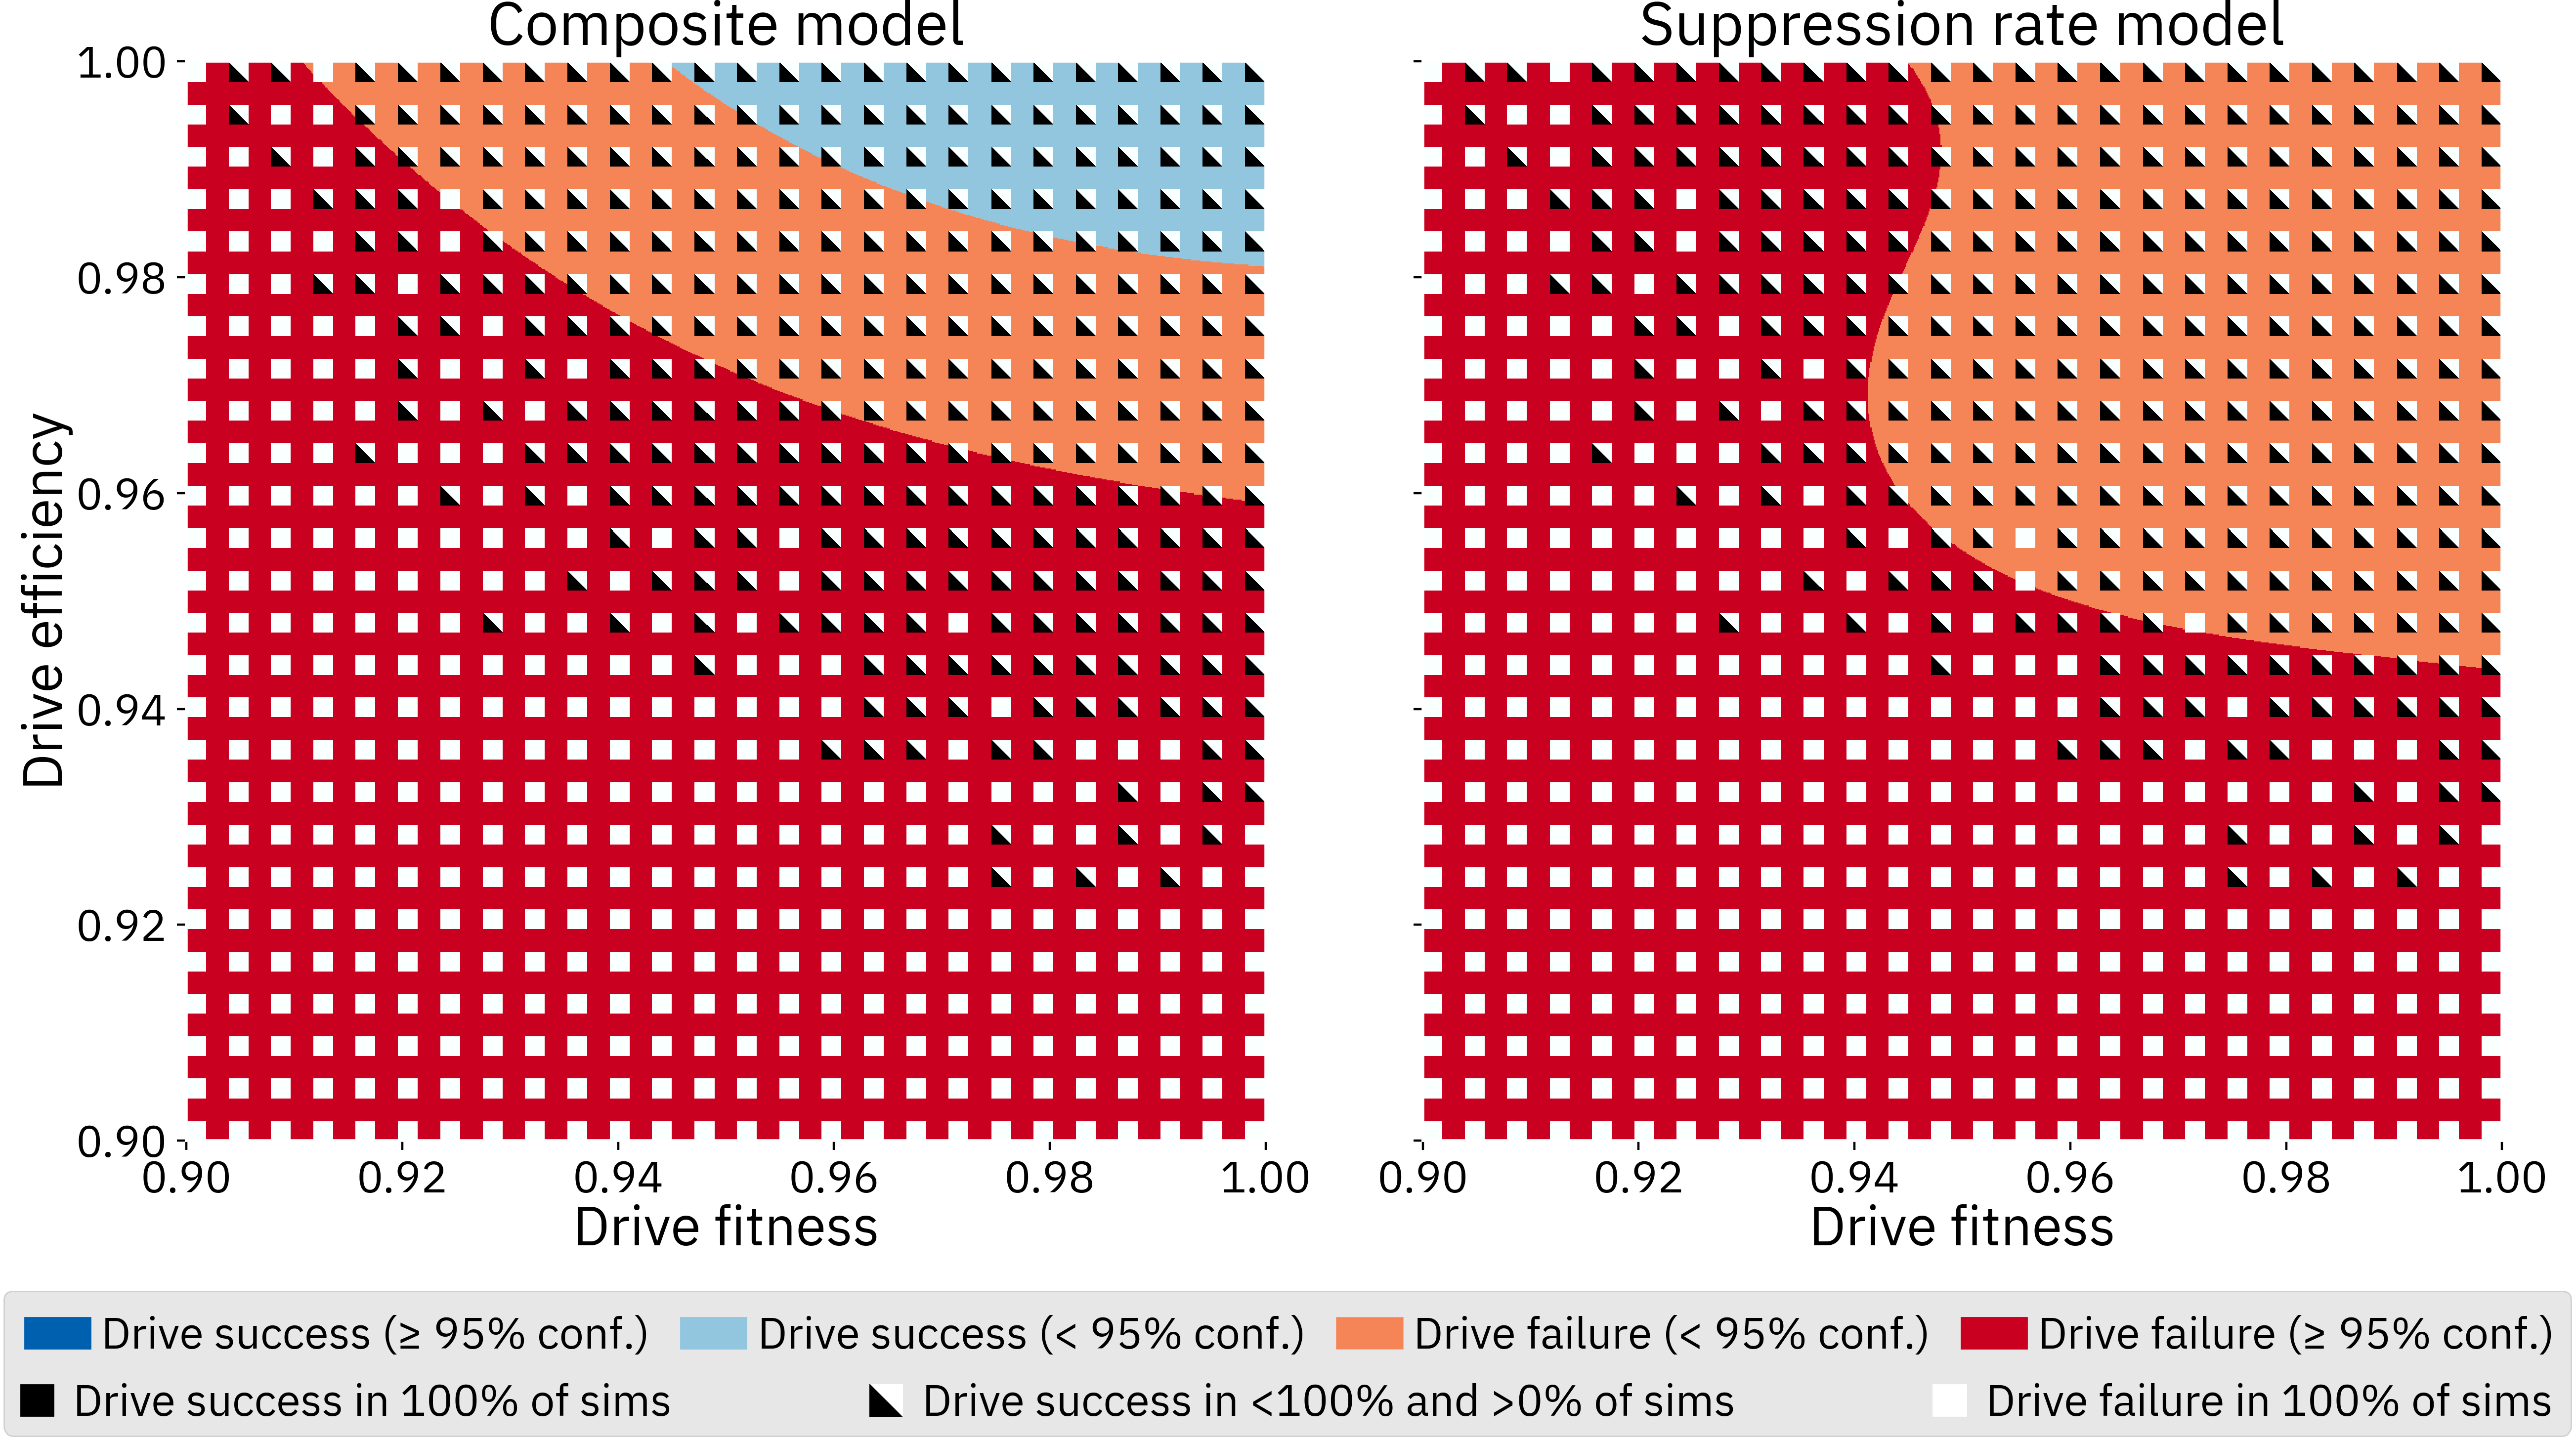 Composite model
Suppression rate model
1.00
0.98
0.96
0.94
0.92
0.90
Drive efficiency
0.90 0.92 0.94 0.96 0.98 1.00
0.90 0.92 0.94 0.96 0.98 1.00
Drive fitness
Drive fitness
Drive success (≥ 95% conf.) Drive success (< 95% conf.) Drive failure (< 95% conf.) Drive failure (≥ 95% conf.)
Drive success in 100% of sims Drive success in <100% and >0% of sims Drive failure in 100% of sims